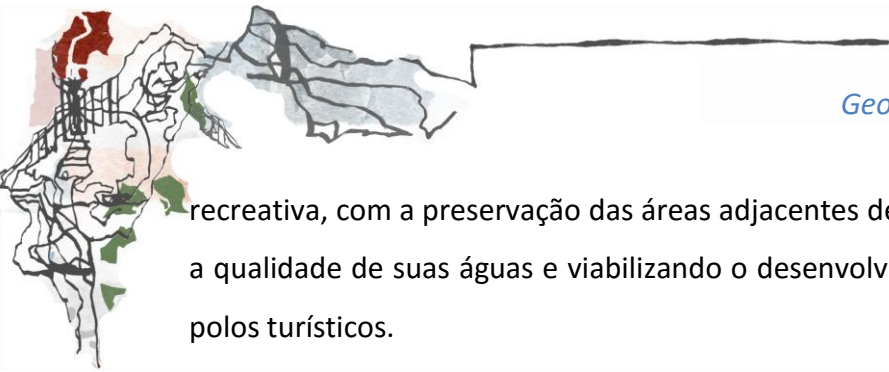 Geo
recreativa, com a preservação das áreas adjacentes de
a qualidade de suas águas e viabilizando o desenvolv
polos turísticos.